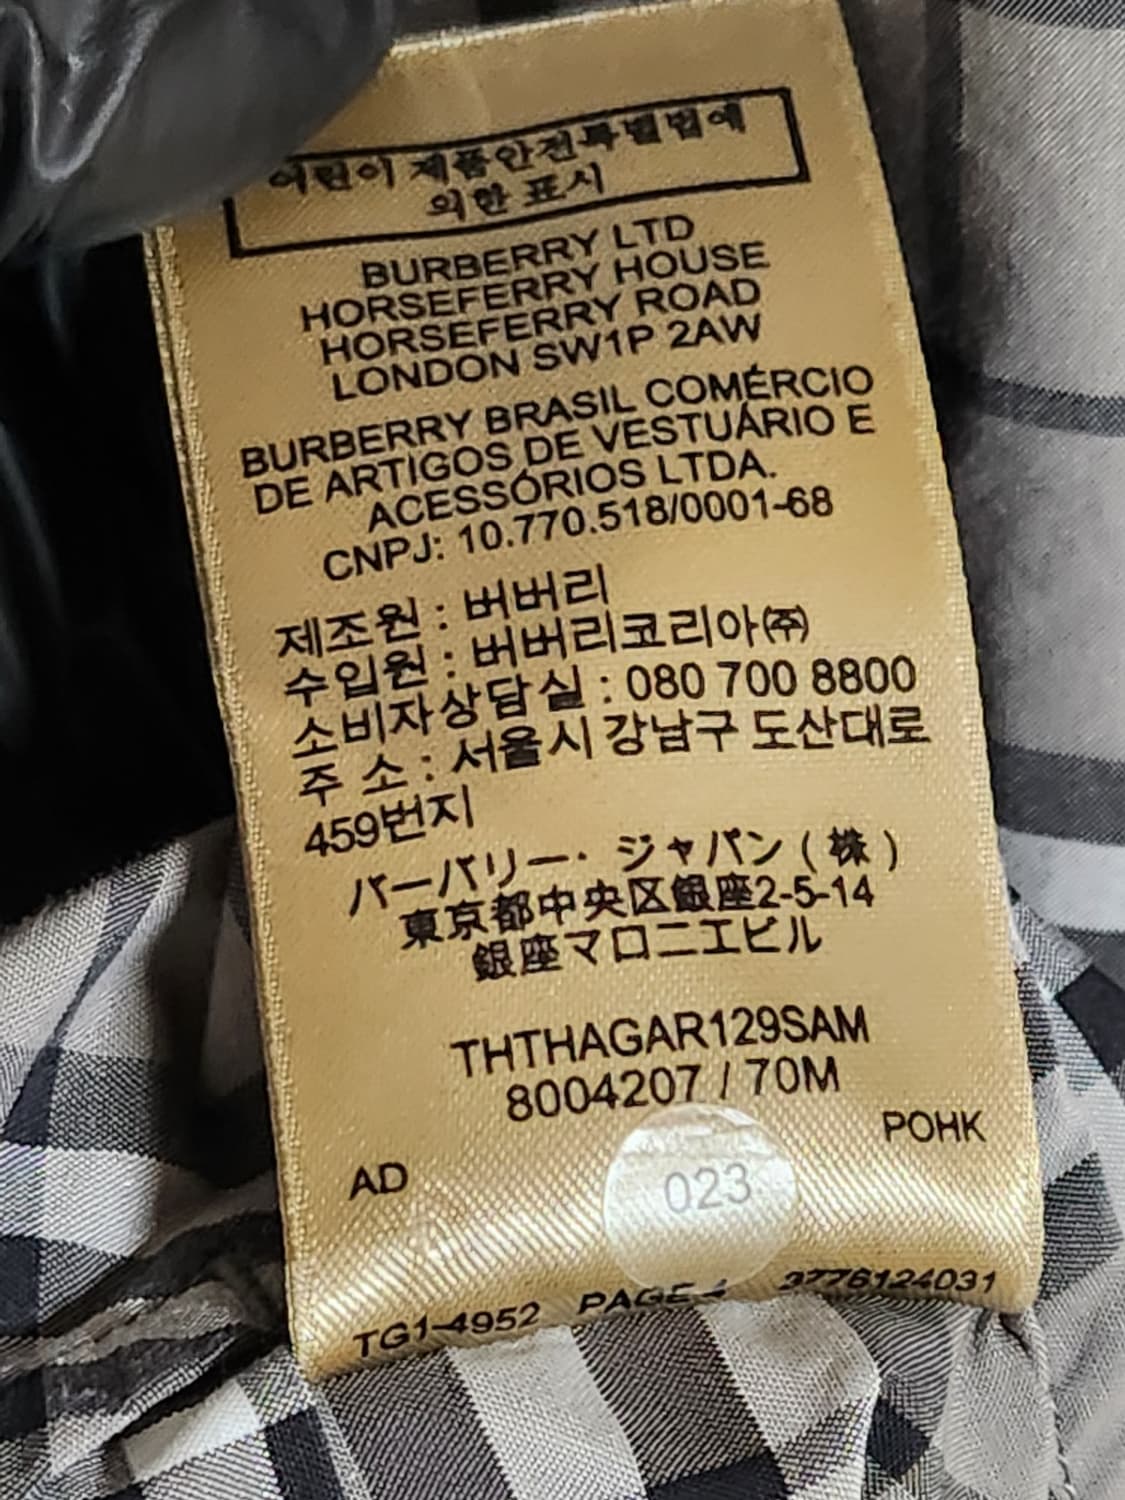 어린이 제품안전특별법에
의한 표시
BURBERRY LTD
HORSEFERRY HOUSE
HORSEFERRY ROAD
LONDON SW1P 2AW
BURBERRY BRASIL COMÉRCIO
DE ARTIGOS DE VESTUÁRIO E
ACESSÓRIOS LTDA.
CNPJ: 10.770.518/0001-68
제조원 : 버버리
수입원 : 버버리코리아㈜
소비자상담실 : 080 700 8800
주 소 : 서울시 강남구 도산대로
459번지
バーバリー・ジャパン ( 株 )
東京都中央区銀座2-5-14
銀座マロニエビル
THTHAGAR129SAM
8004207 / 70M
POHK
AD
023
TG1-4952 PAGE 4 3776124031